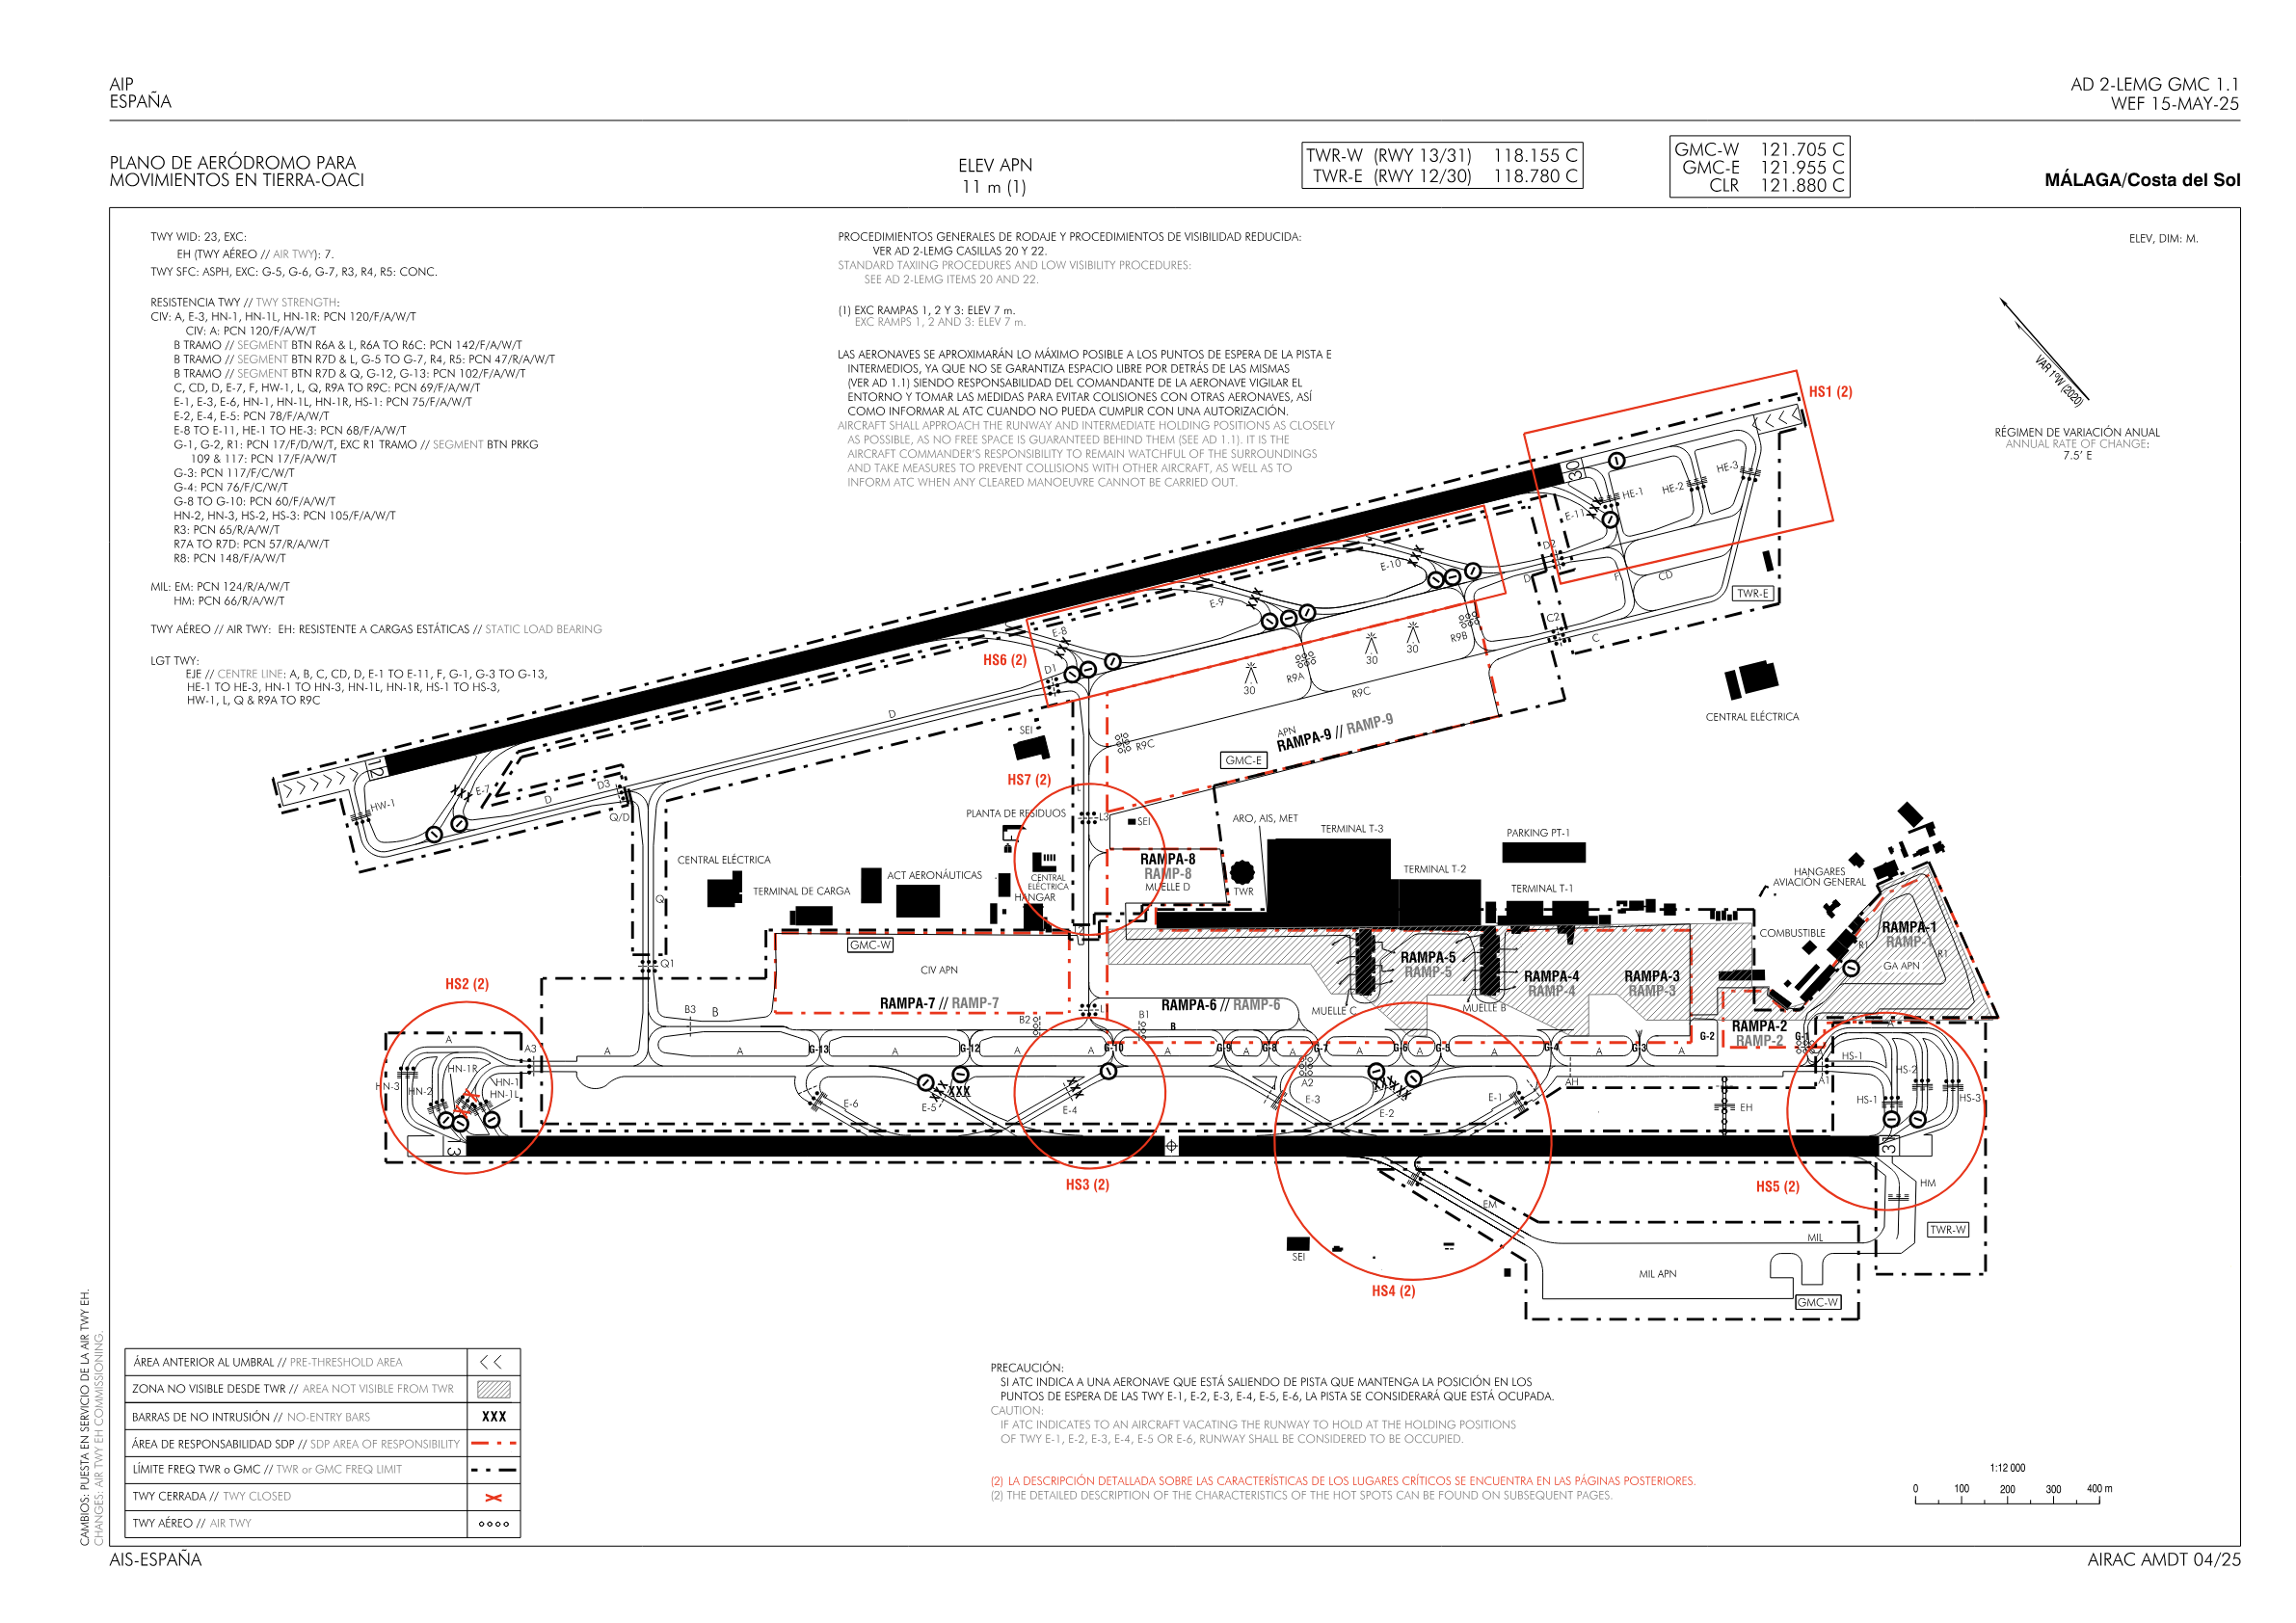 AIP
ESPAÑA
AD 2-LEMG GMC 1.1
WEF 15-MAY-25
PLANO DE AERÓDROMO PARA
MOVIMIENTOS EN TIERRA-OACI
ELEV APN
11 m (1)
TWR-W (RWY 13/31) 118.155 C
TWR-E (RWY 12/30) 118.780 C
GMC-W 121.705 C
GMC-E 121.955 C
CLR 121.880 C
MÁLAGA/Costa del Sol
TWY WID: 23, EXC:
EH (TWY AÉREO // AIR TWY): 7.
TWY SFC: ASPH, EXC: G-5, G-6, G-7, R3, R4, R5: CONC.
RESISTENCIA TWY // TWY STRENGTH:
CIV: A, E-3, HN-1, HN-1L, HN-1R: PCN 120/F/A/W/T
CIV: A: PCN 120/F/A/W/T
B TRAMO // SEGMENT BTN R6A & L, R6A TO R6C: PCN 142/F/A/W/T
B TRAMO // SEGMENT BTN R7D & L, G-5 TO G-7, R4, R5: PCN 47/R/A/W/T
B TRAMO // SEGMENT BTN R7D & Q, G-12, G-13: PCN 102/F/A/W/T
C, CD, D, E-7, F, HW-1, L, Q, R9A TO R9C: PCN 69/F/A/W/T
E-1, E-3, E-6, HN-1, HN-1L, HN-1R, HS-1: PCN 75/F/A/W/T
E-2, E-4, E-5: PCN 78/F/A/W/T
E-8 TO E-11, HE-1 TO HE-3: PCN 68/F/A/W/T
G-1, G-2, R1: PCN 17/F/D/W/T, EXC R1 TRAMO // SEGMENT BTN PRKG
109 & 117: PCN 17/F/A/W/T
G-3: PCN 117/F/C/W/T
G-4: PCN 76/F/C/W/T
G-8 TO G-10: PCN 60/F/A/W/T
HN-2, HN-3, HS-2, HS-3: PCN 105/F/A/W/T
R3: PCN 65/R/A/W/T
R7A TO R7D: PCN 57/R/A/W/T
R8: PCN 148/F/A/W/T
MIL: EM: PCN 124/R/A/W/T
HM: PCN 66/R/A/W/T
TWY AÉREO // AIR TWY: EH: RESISTENTE A CARGAS ESTÁTICAS // STATIC LOAD BEARING
LGT TWY:
EJE // CENTRE LINE: A, B, C, CD, D, E-1 TO E-11, F, G-1, G-3 TO G-13,
HE-1 TO HE-3, HN-1 TO HN-3, HN-1L, HN-1R, HS-1 TO HS-3,
HW-1, L, Q & R9A TO R9C
PROCEDIMIENTOS GENERALES DE RODAJE Y PROCEDIMIENTOS DE VISIBILIDAD REDUCIDA:
VER AD 2-LEMG CASILLAS 20 Y 22.
STANDARD TAXIING PROCEDURES AND LOW VISIBILITY PROCEDURES:
SEE AD 2-LEMG ITEMS 20 AND 22.
(1) EXC RAMPAS 1, 2 Y 3: ELEV 7 m.
EXC RAMPS 1, 2 AND 3: ELEV 7 m.
LAS AERONAVES SE APROXIMARÁN LO MÁXIMO POSIBLE A LOS PUNTOS DE ESPERA DE LA PISTA E
INTERMEDIOS, YA QUE NO SE GARANTIZA ESPACIO LIBRE POR DETRÁS DE LAS MISMAS
(VER AD 1.1) SIENDO RESPONSABILIDAD DEL COMANDANTE DE LA AERONAVE VIGILAR EL
ENTORNO Y TOMAR LAS MEDIDAS PARA EVITAR COLISIONES CON OTRAS AERONAVES, ASÍ
COMO INFORMAR AL ATC CUANDO NO PUEDA CUMPLIR CON UNA AUTORIZACIÓN.
AIRCRAFT SHALL APPROACH THE RUNWAY AND INTERMEDIATE HOLDING POSITIONS AS CLOSELY
AS POSSIBLE, AS NO FREE SPACE IS GUARANTEED BEHIND THEM (SEE AD 1.1). IT IS THE
AIRCRAFT COMMANDER'S RESPONSIBILITY TO REMAIN WATCHFUL OF THE SURROUNDINGS
AND TAKE MEASURES TO PREVENT COLLISIONS WITH OTHER AIRCRAFT, AS WELL AS TO
INFORM ATC WHEN ANY CLEARED MANOEUVRE CANNOT BE CARRIED OUT.
ELEV, DIM: M.
VAR 1°W (2020)
RÉGIMEN DE VARIACIÓN ANUAL
ANNUAL RATE OF CHANGE:
7.5' E
HS1 (2)
30
HE-3
HE-2
HE-1
E-11
D2
D
F
CD
TWR-E
C2
C
E-10
E-9
E-8
HS6 (2)
D1
R9B
30
30
30
R9A
R9C
D
APN
RAMPA-9 // RAMP-9
R9C
GMC-E
CENTRAL ELÉCTRICA
SEI
HS7 (2)
L
12
HW-1
E-7
D
D3
Q/D
L3
SEI
PLANTA DE RESIDUOS
ARO, AIS, MET
TERMINAL T-3
PARKING PT-1
CENTRAL ELÉCTRICA
TERMINAL DE CARGA
ACT AERONÁUTICAS
CENTRAL
ELÉCTRICA
HANGAR
RAMPA-8
RAMP-8
MUELLE D
TWR
TERMINAL T-2
TERMINAL T-1
HANGARES
AVIACIÓN GENERAL
Q
GMC-W
COMBUSTIBLE
RAMPA-1
RAMP-1
R1
R1
GA APN
CIV APN
RAMPA-7 // RAMP-7
RAMPA-6 // RAMP-6
RAMPA-5
RAMP-5
RAMPA-4
RAMP-4
RAMPA-3
RAMP-3
MUELLE C
MUELLE B
RAMPA-2
RAMP-2
Q1
HS2 (2)
B3
B
B2
L
B1
B
G-13
G-12
G-10
G-9
G-8
G-7
G-6
G-5
G-4
G-3
G-2
G-1
A
A3
A
A
A
A
A
A
A
A
A
A
A
A
A
A2
AH
A1
HN-3
HN-2
HN-1R
HN-1
HN-1L
E-6
E-5
E-4
E-3
E-2
E-1
EH
HS-1
HS-2
HS-1
HS-3
13
31
HS3 (2)
HS5 (2)
HM
EM
TWR-W
SEI
MIL
MIL APN
GMC-W
HS4 (2)
CAMBIOS: PUESTA EN SERVICIO DE LA AIR TWY EH.
CHANGES: AIR TWY EH COMMISSIONING.
ÁREA ANTERIOR AL UMBRAL // PRE-THRESHOLD AREA
ZONA NO VISIBLE DESDE TWR // AREA NOT VISIBLE FROM TWR
BARRAS DE NO INTRUSIÓN // NO-ENTRY BARS XXX
ÁREA DE RESPONSABILIDAD SDP // SDP AREA OF RESPONSIBILITY
LÍMITE FREQ TWR o GMC // TWR or GMC FREQ LIMIT
TWY CERRADA // TWY CLOSED
TWY AÉREO // AIR TWY
PRECAUCIÓN:
SI ATC INDICA A UNA AERONAVE QUE ESTÁ SALIENDO DE PISTA QUE MANTENGA LA POSICIÓN EN LOS
PUNTOS DE ESPERA DE LAS TWY E-1, E-2, E-3, E-4, E-5, E-6, LA PISTA SE CONSIDERARÁ QUE ESTÁ OCUPADA.
CAUTION:
IF ATC INDICATES TO AN AIRCRAFT VACATING THE RUNWAY TO HOLD AT THE HOLDING POSITIONS
OF TWY E-1, E-2, E-3, E-4, E-5 OR E-6, RUNWAY SHALL BE CONSIDERED TO BE OCCUPIED.
(2) LA DESCRIPCIÓN DETALLADA SOBRE LAS CARACTERÍSTICAS DE LOS LUGARES CRÍTICOS SE ENCUENTRA EN LAS PÁGINAS POSTERIORES.
(2) THE DETAILED DESCRIPTION OF THE CHARACTERISTICS OF THE HOT SPOTS CAN BE FOUND ON SUBSEQUENT PAGES.
1:12 000
0 100 200 300 400 m
AIS-ESPAÑA
AIRAC AMDT 04/25